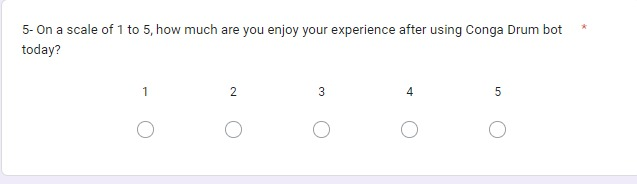 5- On a scale of 1 to 5, how much are you enjoy your experience after using Conga Drum bot *
today?
1 2 3 4 5